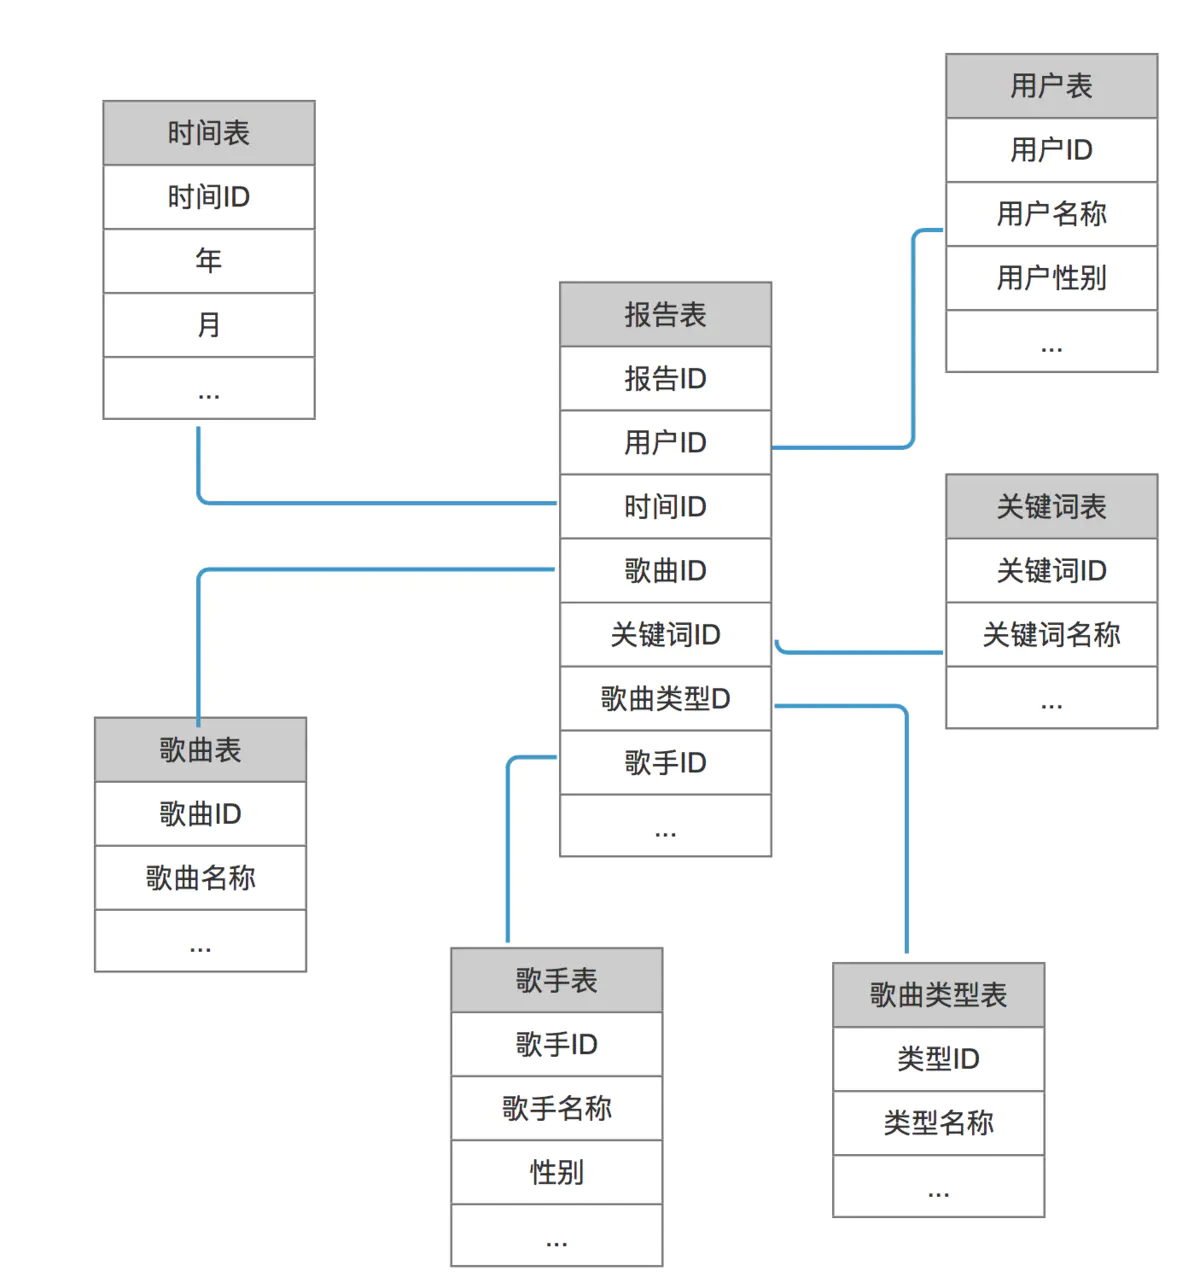 时间表
时间ID
年
月
...
用户表
用户ID
用户名称
用户性别
...
报告表
报告ID
用户ID
时间ID
歌曲ID
关键词ID
歌曲类型D
歌手ID
...
关键词表
关键词ID
关键词名称
...
歌曲表
歌曲ID
歌曲名称
...
歌手表
歌手ID
歌手名称
性别
...
歌曲类型表
类型ID
类型名称
...